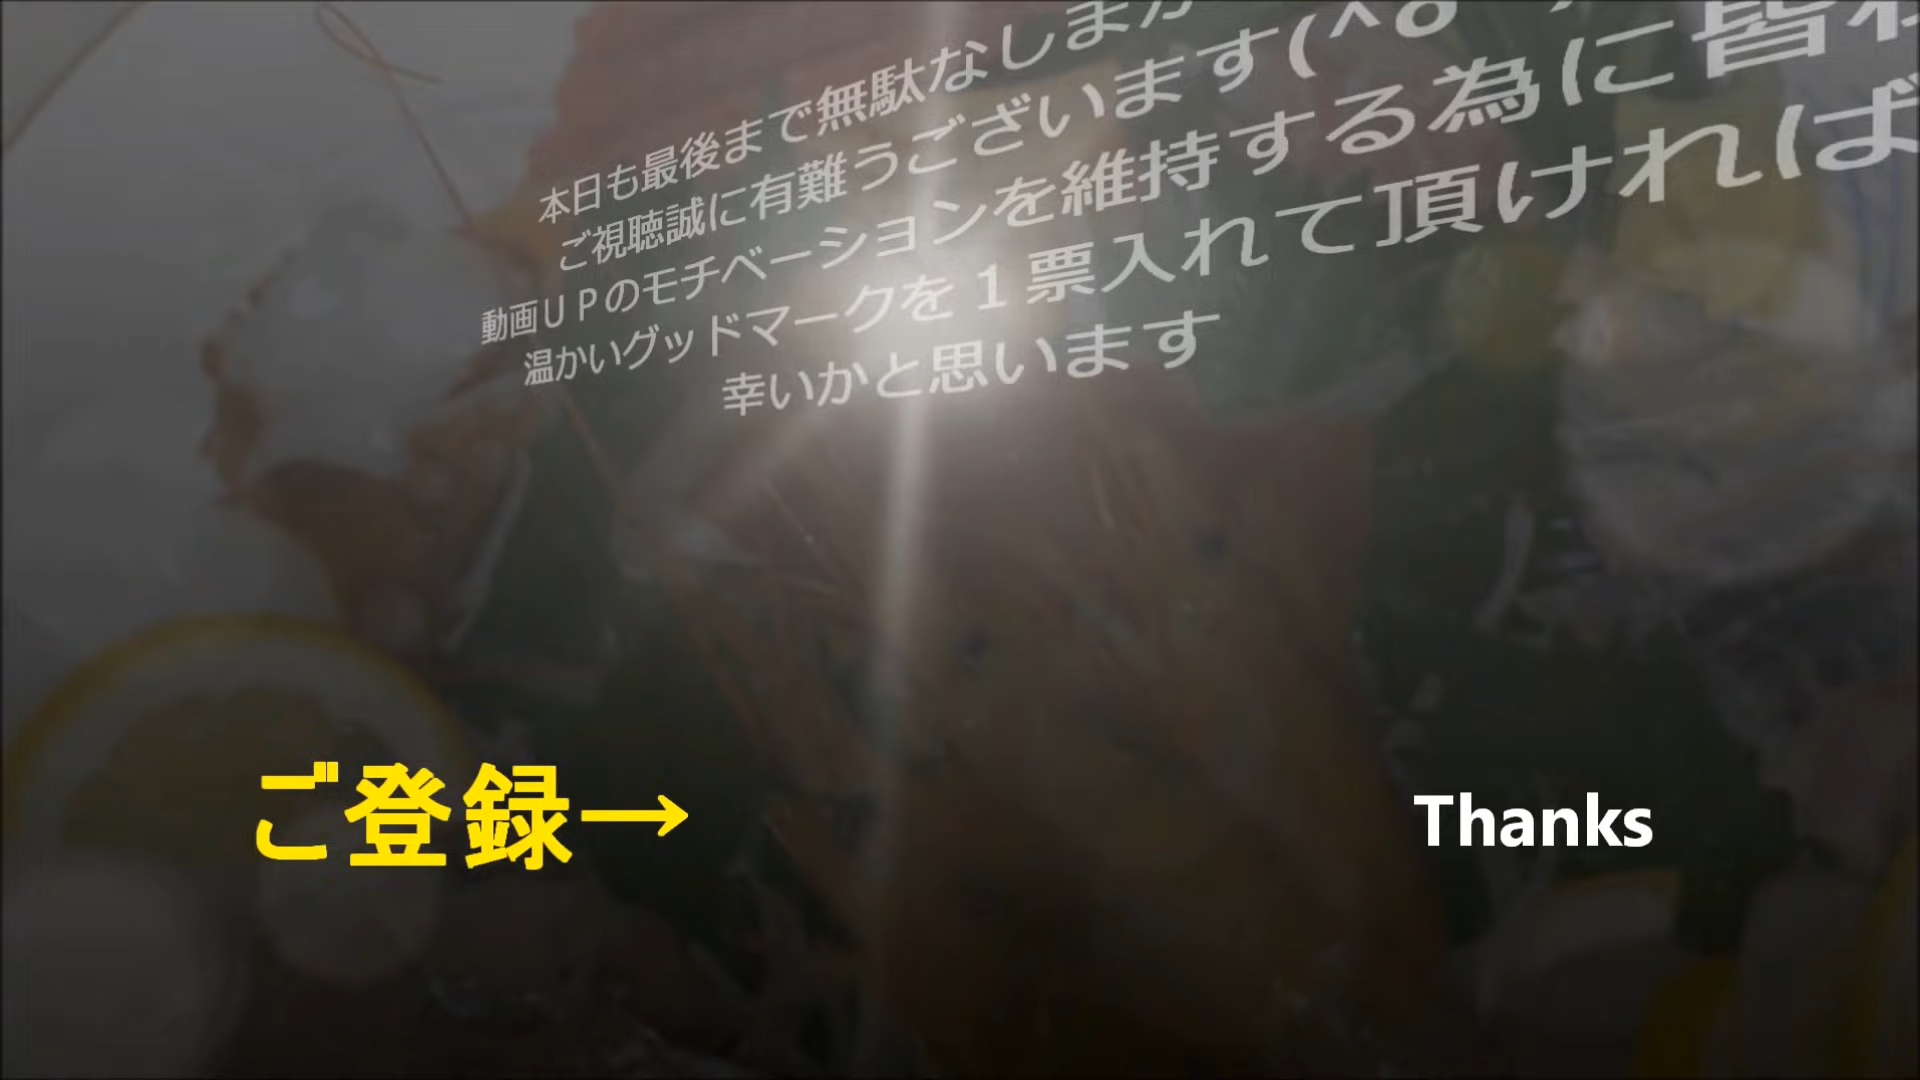 本日も最後まで無駄なしまか
ご視聴誠に有難うございます(^o^
動画ＵＰのモチベーションを維持する為に皆
温かいグッドマークを１票入れて頂ければ
幸いかと思います
ご登録→
Thanks